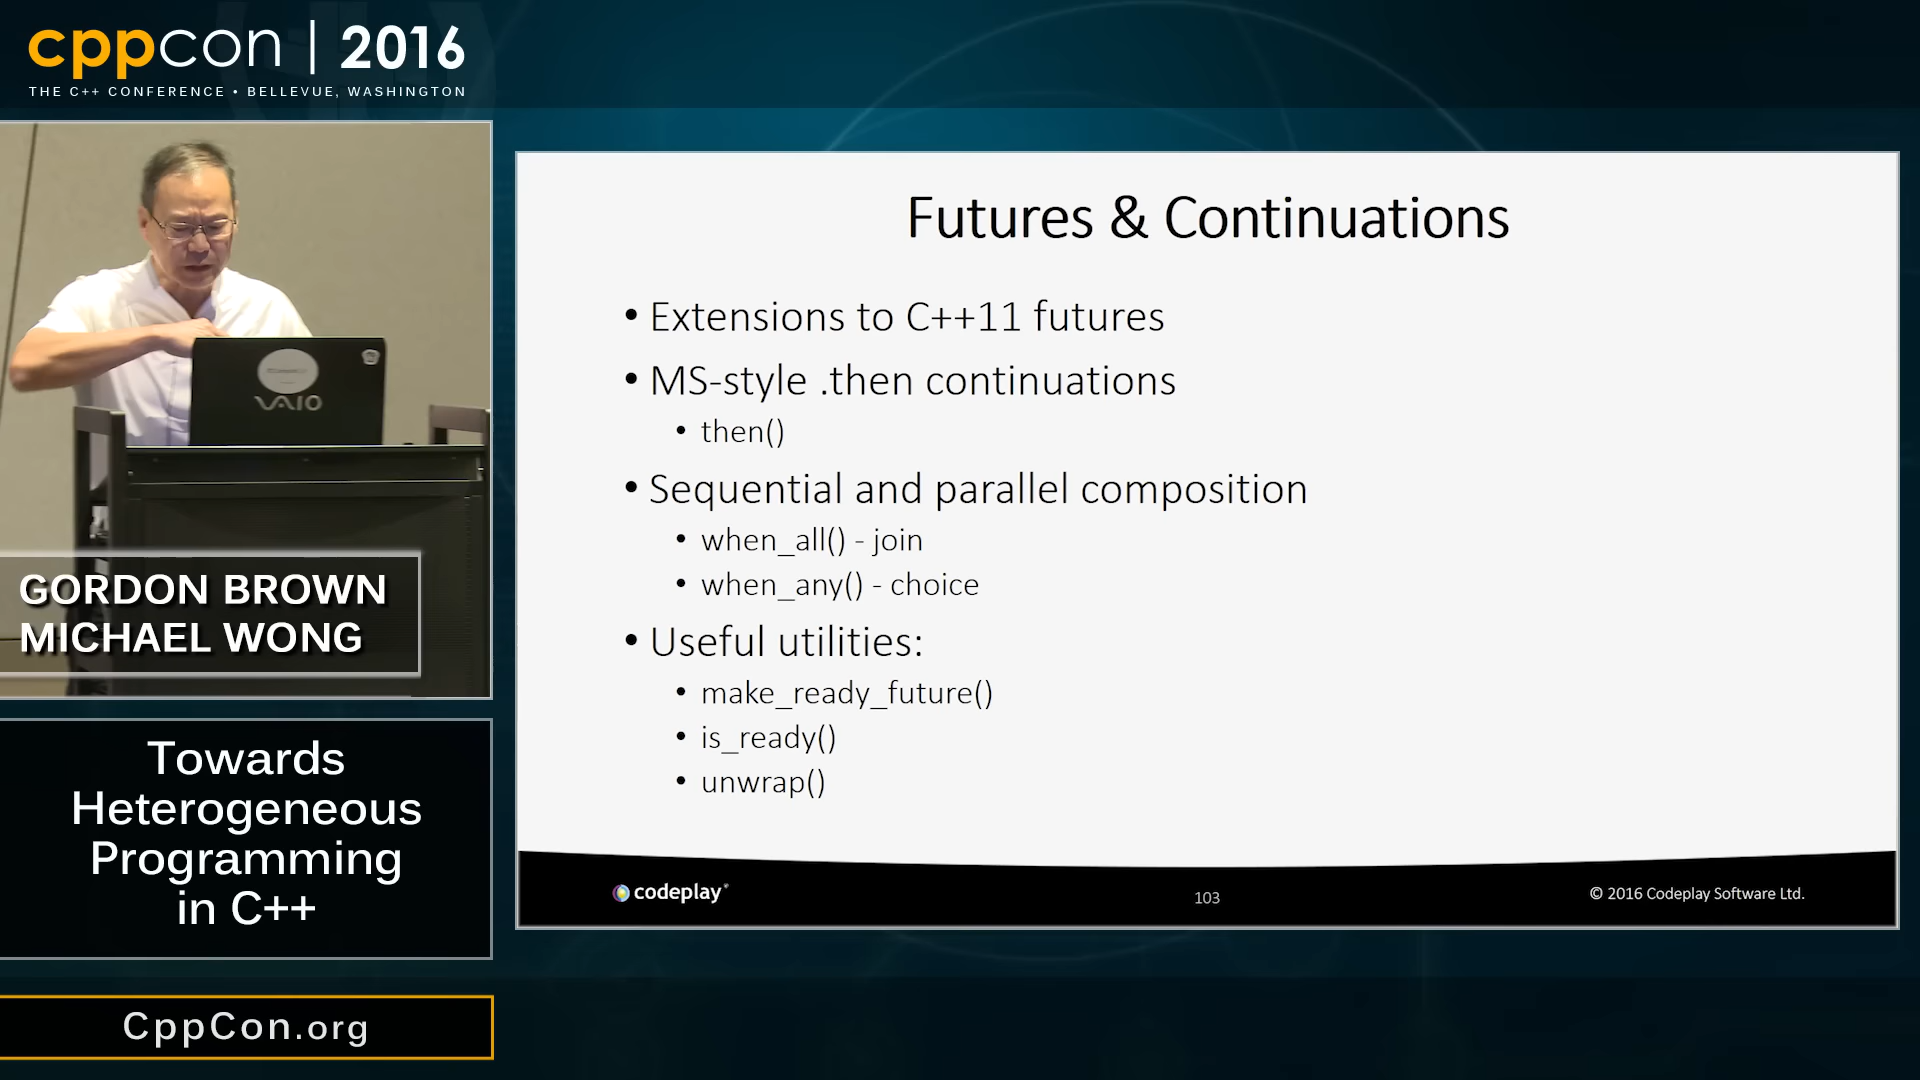 cppcon | 2016
THE C++ CONFERENCE • BELLEVUE, WASHINGTON
VAIO
GORDON BROWN
MICHAEL WONG
Towards
Heterogeneous
Programming
in C++
CppCon.org
Futures & Continuations
• Extensions to C++11 futures
• MS-style .then continuations
• then()
• Sequential and parallel composition
• when_all() - join
• when_any() - choice
• Useful utilities:
• make_ready_future()
• is_ready()
• unwrap()
codeplay
103
© 2016 Codeplay Software Ltd.